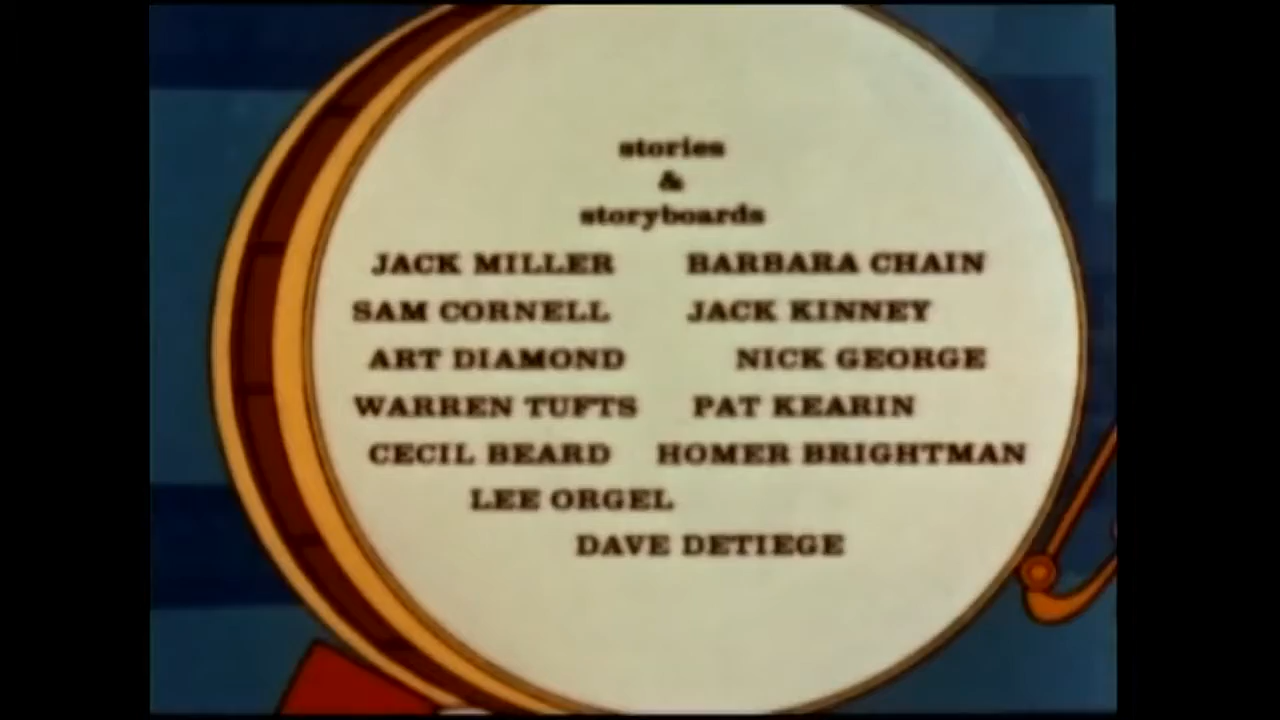 stories
&
storyboards
JACK MILLER BARBARA CHAIN
SAM CORNELL JACK KINNEY
ART DIAMOND NICK GEORGE
WARREN TUFTS PAT KEARIN
CECIL BEARD HOMER BRIGHTMAN
LEE ORGEL
DAVE DETIEGE